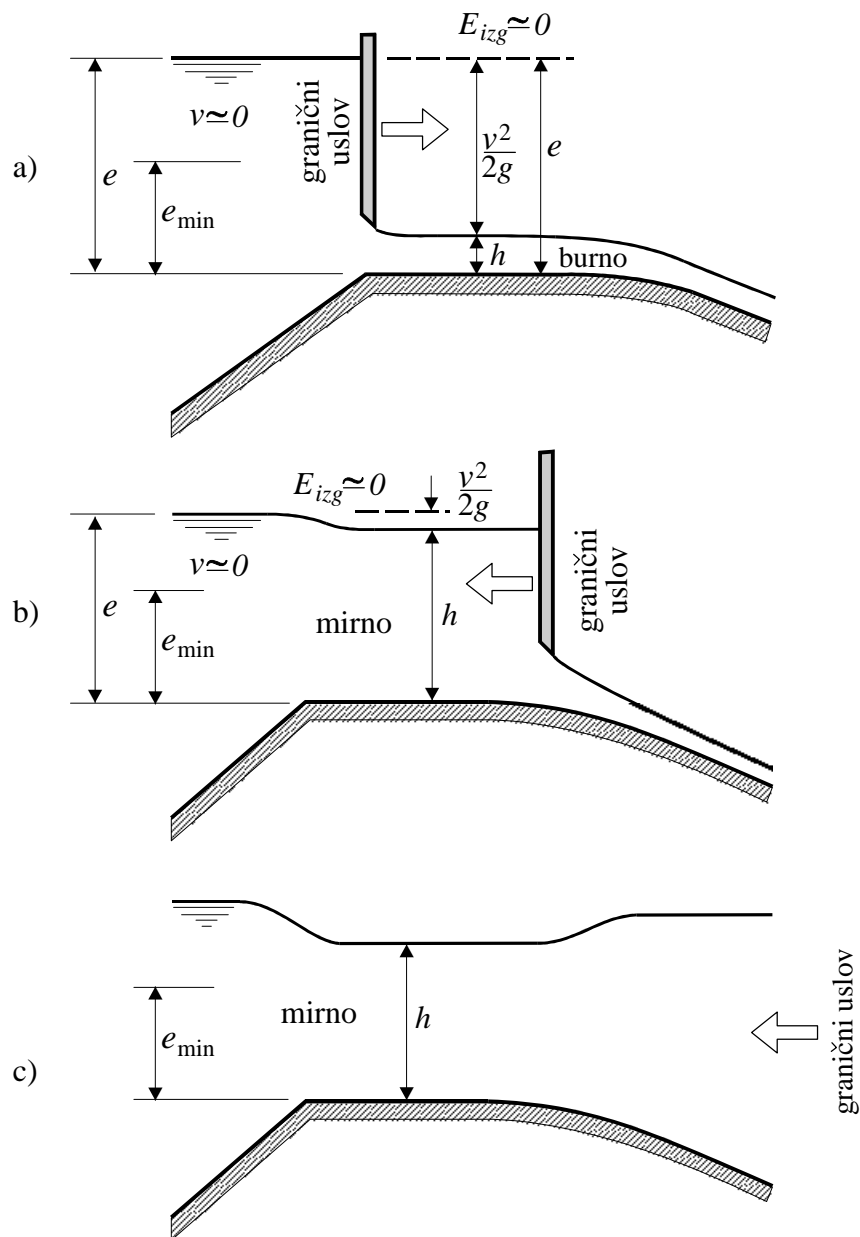 a)
E_izg ≃ 0
v ≃ 0
granični
uslov
v²/2g
e
e
e_min
h
burno
b)
E_izg ≃ 0
v²/2g
v ≃ 0
granični
uslov
e
e_min
mirno
h
c)
mirno
h
e_min
granični uslov